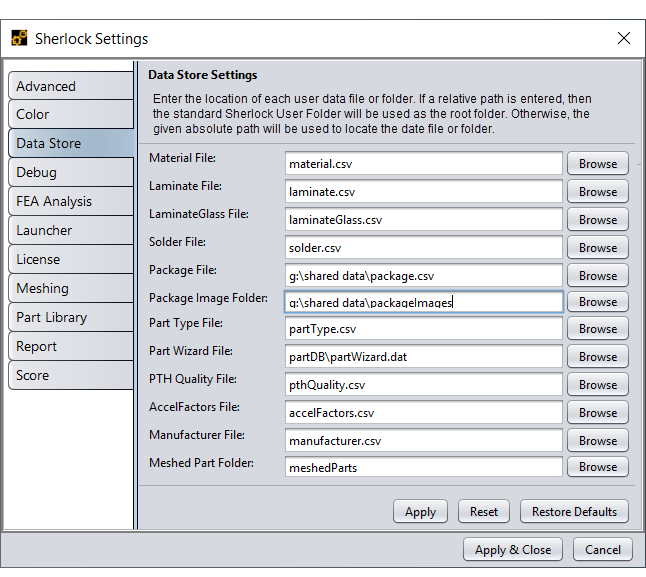 Sherlock Settings
Advanced
Color
Data Store
Debug
FEA Analysis
Launcher
License
Meshing
Part Library
Report
Score
Data Store Settings
Enter the location of each user data file or folder. If a relative path is entered, then
the standard Sherlock User Folder will be used as the root folder. Otherwise, the
given absolute path will be used to locate the date file or folder.
Material File: material.csv Browse
Laminate File: laminate.csv Browse
LaminateGlass File: laminateGlass.csv Browse
Solder File: solder.csv Browse
Package File: g:\shared data\package.csv Browse
Package Image Folder: g:\shared data\packageImages Browse
Part Type File: partType.csv Browse
Part Wizard File: partDB\partWizard.dat Browse
PTH Quality File: pthQuality.csv Browse
AccelFactors File: accelFactors.csv Browse
Manufacturer File: manufacturer.csv Browse
Meshed Part Folder: meshedParts Browse
Apply Reset Restore Defaults
Apply & Close Cancel